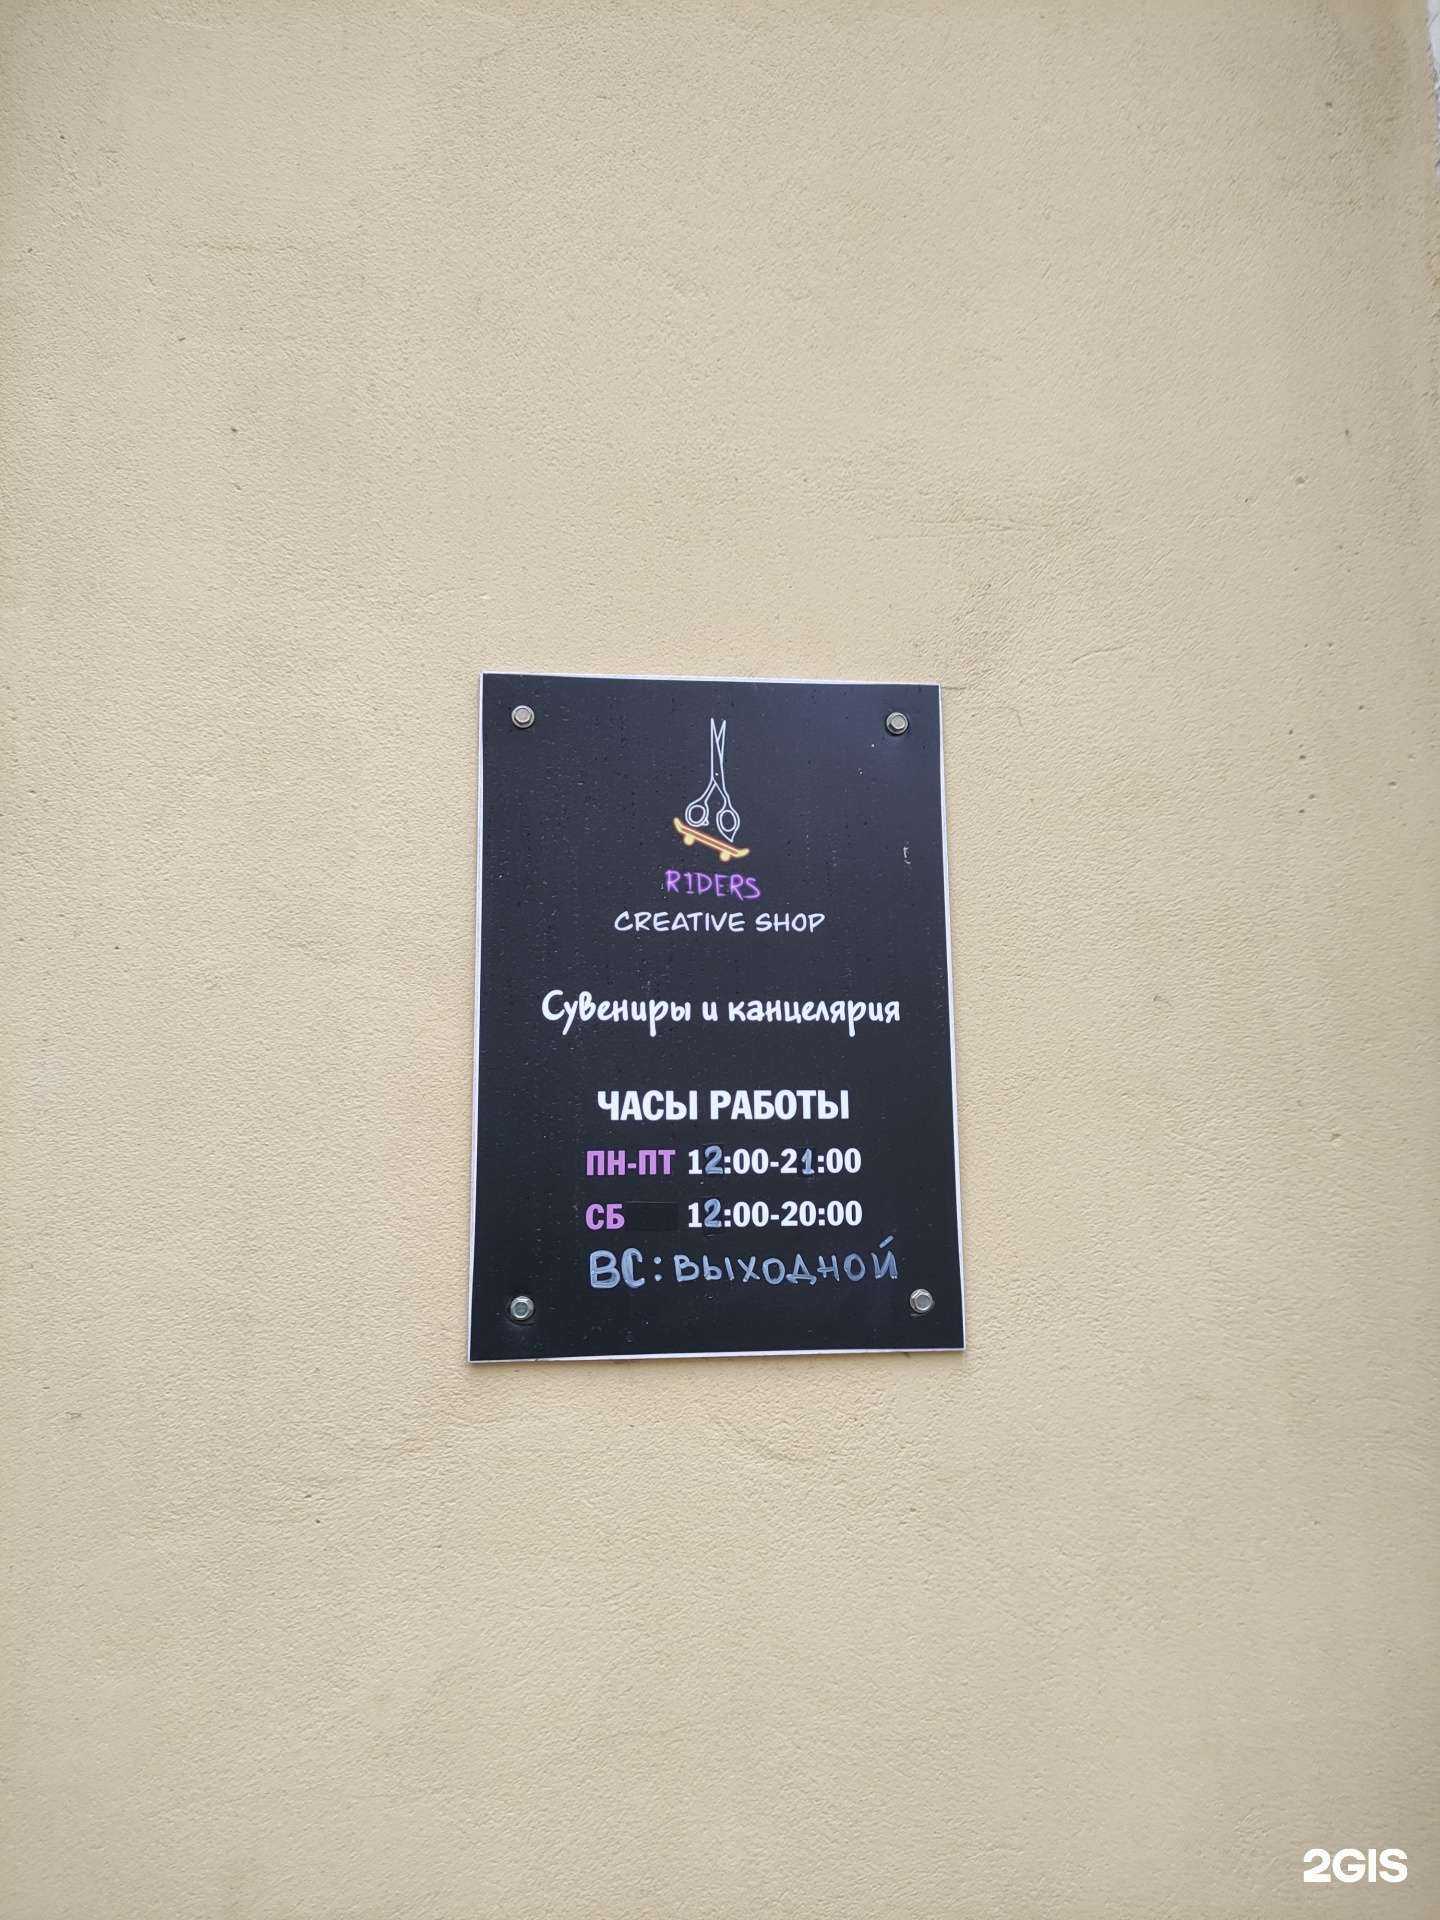 R1DERS
CREATIVE SHOP
Сувениры и канцелярия
ЧАСЫ РАБОТЫ
ПН-ПТ 12:00-21:00
СБ 12:00-20:00
ВС: ВЫХОДНОЙ
2GIS